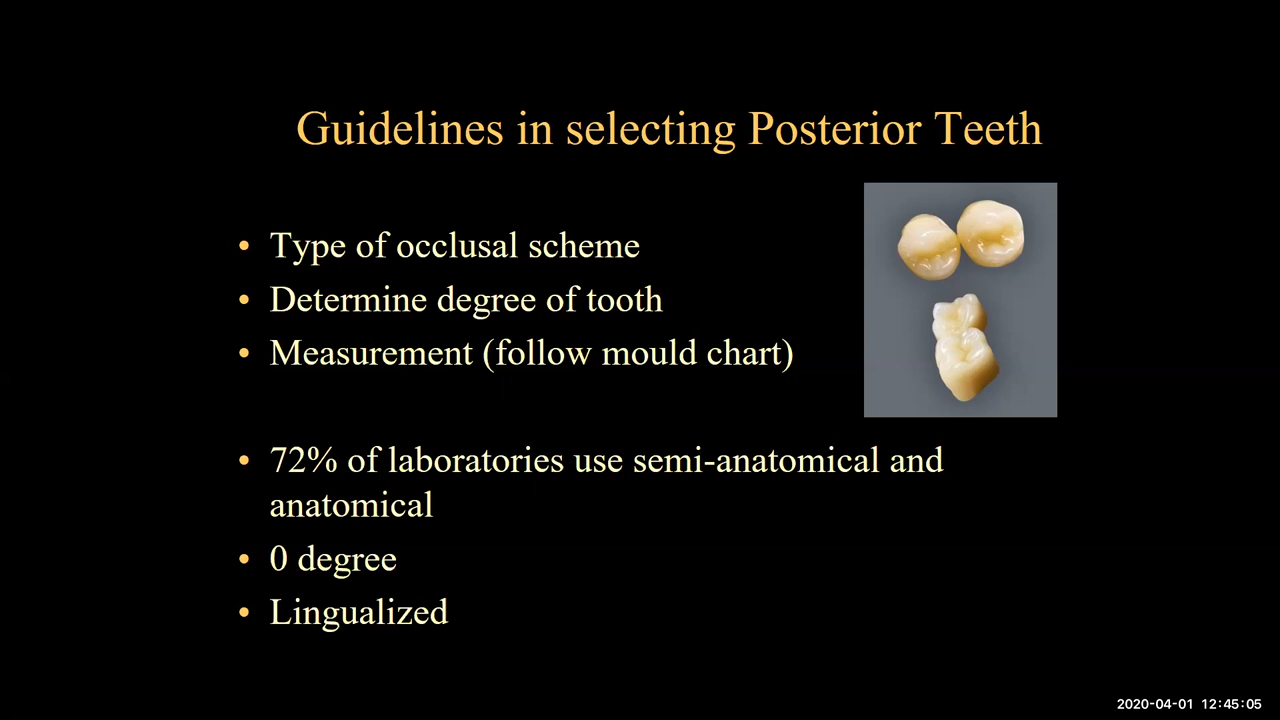 Guidelines in selecting Posterior Teeth
• Type of occlusal scheme
• Determine degree of tooth
• Measurement (follow mould chart)
• 72% of laboratories use semi-anatomical and
anatomical
• 0 degree
• Lingualized
2020-04-01 12:45:05